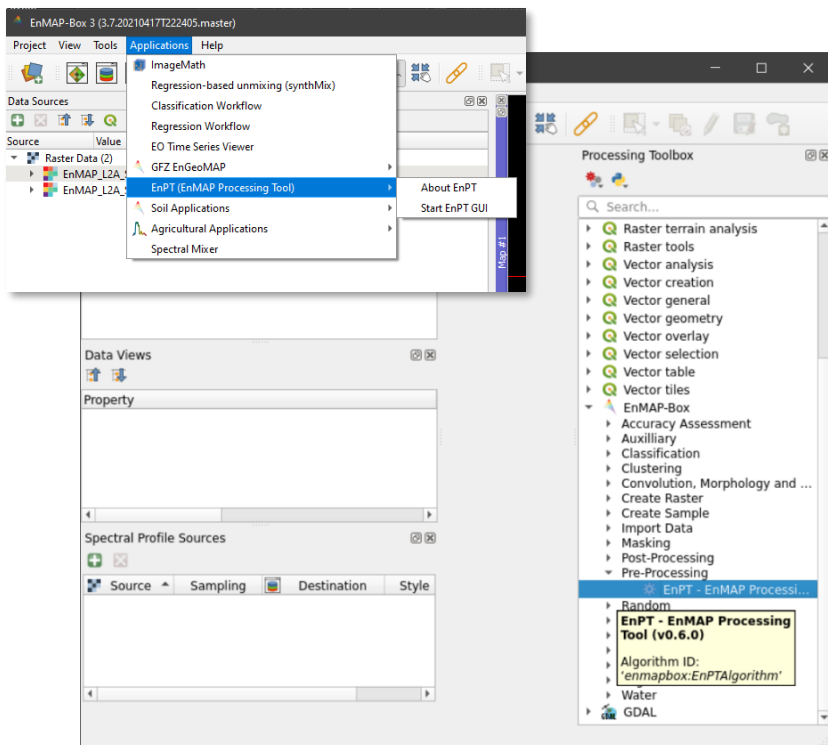 EnMAP-Box 3 (3.7.20210417T222405.master)
Project View Tools Applications Help
ImageMath
Regression-based unmixing (synthMix)
Classification Workflow
Regression Workflow
EO Time Series Viewer
GFZ EnGeoMAP
EnPT (EnMAP Processing Tool)
Soil Applications
Agricultural Applications
Spectral Mixer
About EnPT
Start EnPT GUI
Data Sources
Source Value
Raster Data (2)
EnMAP_L2A_
EnMAP_L2A_
Map #1
Data Views
Property
Spectral Profile Sources
Source Sampling Destination Style
Processing Toolbox
Search...
Raster terrain analysis
Raster tools
Vector analysis
Vector creation
Vector general
Vector geometry
Vector overlay
Vector selection
Vector table
Vector tiles
EnMAP-Box
Accuracy Assessment
Auxilliary
Classification
Clustering
Convolution, Morphology and ...
Create Raster
Create Sample
Import Data
Masking
Post-Processing
Pre-Processing
EnPT - EnMAP Processi...
Random
EnPT - EnMAP Processing
Tool (v0.6.0)
Algorithm ID:
'enmapbox:EnPTAlgorithm'
Water
GDAL